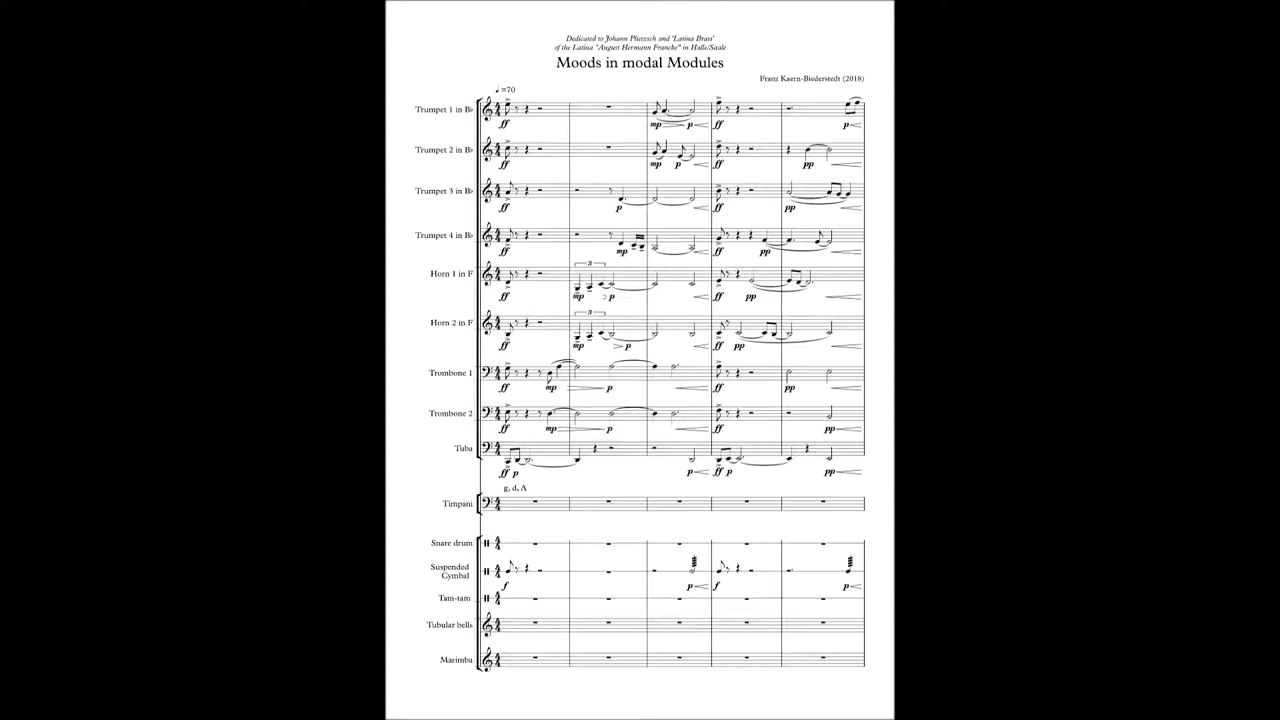 Dedicated to Johann Plietzsch and 'Latina Brass'
of the Latina "August Hermann Francke" in Halle/Saale
Moods in modal Modules
Franz Kaern-Biederstedt (2018)
♩=70
Trumpet 1 in B♭
ff mp p ff p
Trumpet 2 in B♭
ff mp p ff pp
Trumpet 3 in B♭
ff p ff pp
Trumpet 4 in B♭
ff mp ff pp
3
Horn 1 in F
ff mp p ff pp
3
Horn 2 in F
ff mp p ff pp
Trombone 1
ff mp p ff pp
Trombone 2
ff mp p ff pp
Tuba
ff p p ff p pp
g, d, A
Timpani
Snare drum
Suspended
Cymbal
f p f p
Tam-tam
Tubular bells
Marimba